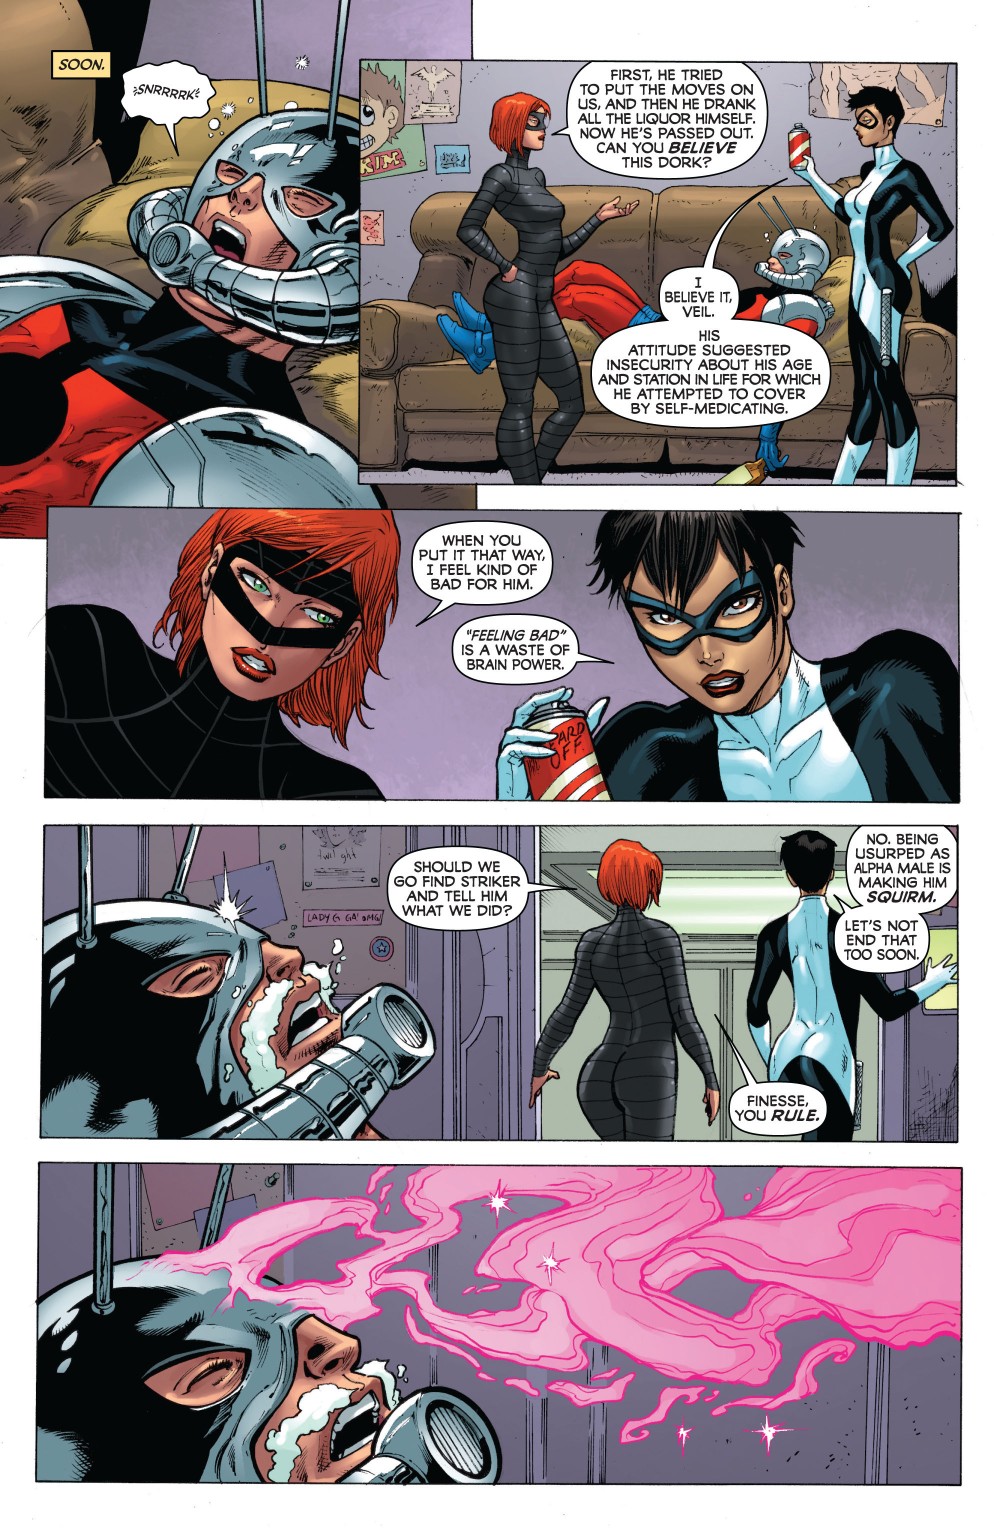 SOON.
SNRRRRK
FIRST, HE TRIED
TO PUT THE MOVES ON
US, AND THEN HE DRANK
ALL THE LIQUOR HIMSELF.
NOW HE'S PASSED OUT.
CAN YOU BELIEVE
THIS DORK?
I
BELIEVE IT,
VEIL.
HIS
ATTITUDE SUGGESTED
INSECURITY ABOUT HIS AGE
AND STATION IN LIFE FOR WHICH
HE ATTEMPTED TO COVER
BY SELF-MEDICATING.
WHEN YOU
PUT IT THAT WAY,
I FEEL KIND OF
BAD FOR HIM.
"FEELING BAD"
IS A WASTE OF
BRAIN POWER.
OFF.
twilight
LADY G GA! OMG!
SHOULD WE
GO FIND STRIKER
AND TELL HIM
WHAT WE DID?
NO. BEING
USURPED AS
ALPHA MALE IS
MAKING HIM
SQUIRM.
LET'S NOT
END THAT
TOO SOON.
FINESSE,
YOU RULE.